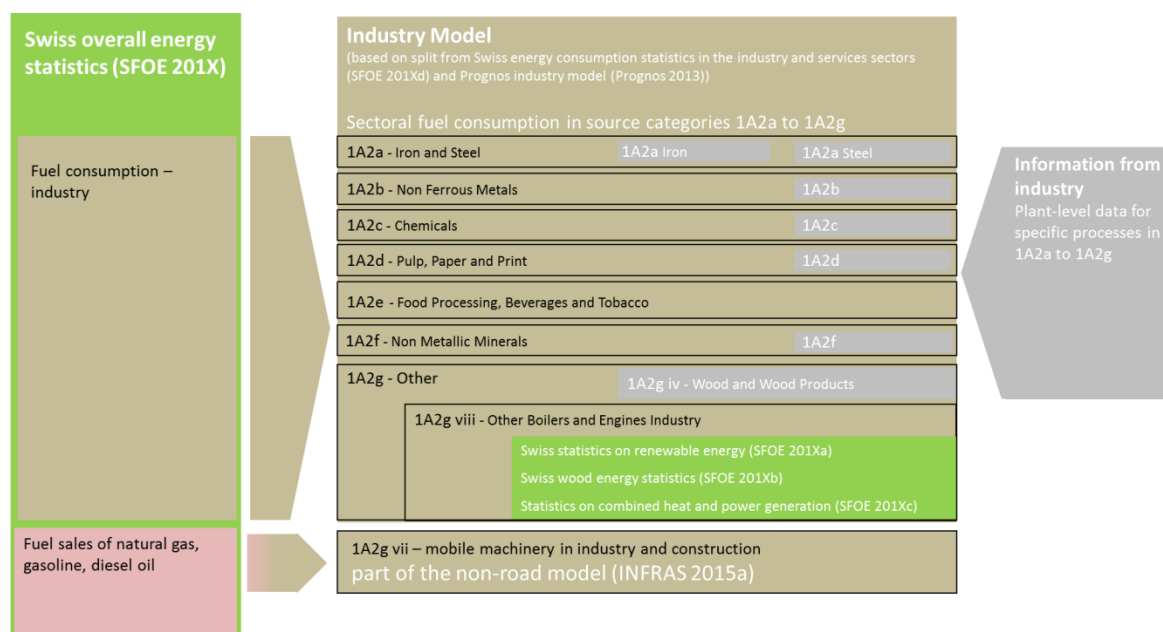 Swiss overall energy
statistics (SFOE 201X)
Fuel consumption –
industry
Fuel sales of natural gas,
gasoline, diesel oil
Industry Model
(based on split from Swiss energy consumption statistics in the industry and services sectors
(SFOE 201Xd) and Prognos industry model (Prognos 2013))
Sectoral fuel consumption in source categories 1A2a to 1A2g
1A2a - Iron and Steel 1A2a Iron 1A2a Steel
1A2b - Non Ferrous Metals 1A2b
1A2c - Chemicals 1A2c
1A2d - Pulp, Paper and Print 1A2d
1A2e - Food Processing, Beverages and Tobacco
1A2f - Non Metallic Minerals 1A2f
1A2g - Other 1A2g iv - Wood and Wood Products
1A2g viii - Other Boilers and Engines Industry
Swiss statistics on renewable energy (SFOE 201Xa)
Swiss wood energy statistics (SFOE 201Xb)
Statistics on combined heat and power generation (SFOE 201Xc)
1A2g vii – mobile machinery in industry and construction
part of the non-road model (INFRAS 2015a)
Information from
industry
Plant-level data for
specific processes in
1A2a to 1A2g